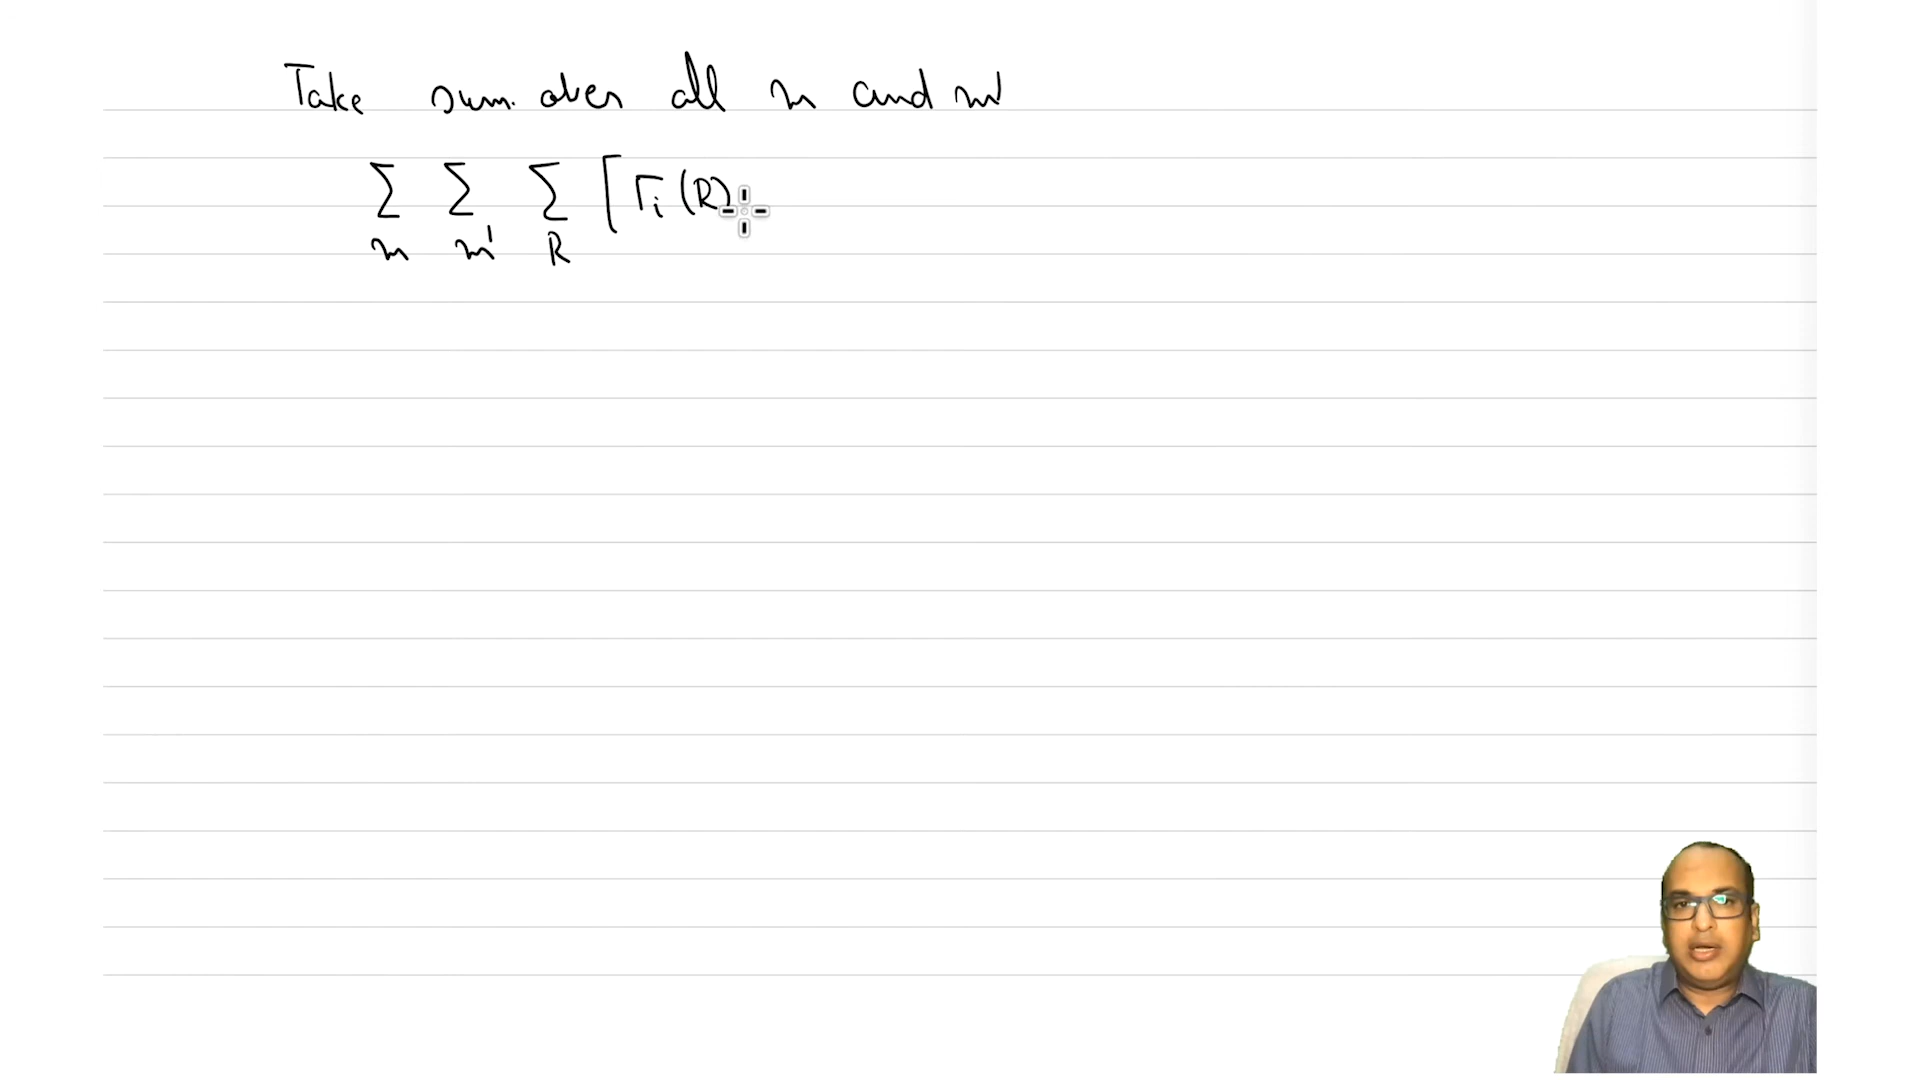 Take sum over all m and m'
Σ Σ Σ [Γi (R)
m m' R